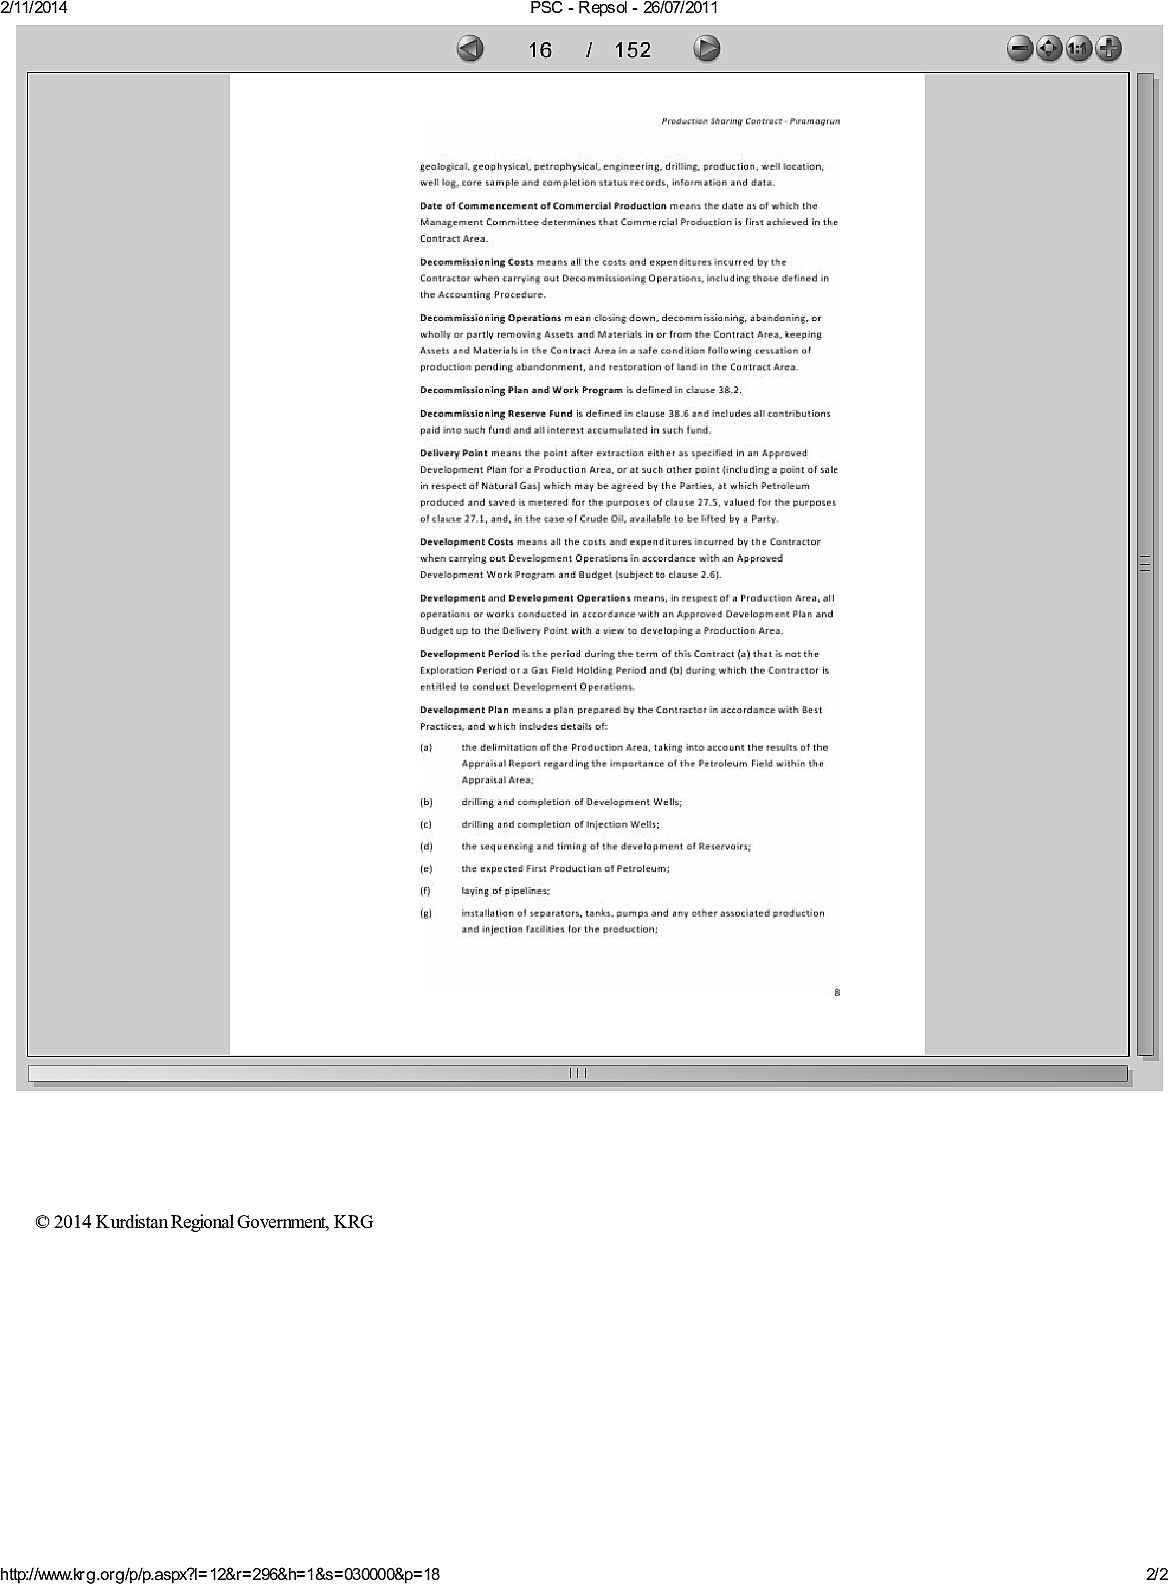 2/11/2014
PSC - Repsol - 26/07/2011
16 / 152
1:1
Production Sharing Contract - Piramagrun
geological, geophysical, petrophysical, engineering, drilling, production, well location,
well log, core sample and completion status records, information and data.
Date of Commencement of Commercial Production means the date as of which the
Management Committee determines that Commercial Production is first achieved in the
Contract Area.
Decommissioning Costs means all the costs and expenditures incurred by the
Contractor when carrying out Decommissioning Operations, including those defined in
the Accounting Procedure.
Decommissioning Operations mean closing down, decommissioning, abandoning, or
wholly or partly removing Assets and Materials in or from the Contract Area, keeping
Assets and Materials in the Contract Area in a safe condition following cessation of
production pending abandonment, and restoration of land in the Contract Area.
Decommissioning Plan and Work Program is defined in clause 38.2.
Decommissioning Reserve Fund is defined in clause 38.6 and includes all contributions
paid into such fund and all interest accumulated in such fund.
Delivery Point means the point after extraction either as specified in an Approved
Development Plan for a Production Area, or at such other point (including a point of sale
in respect of Natural Gas) which may be agreed by the Parties, at which Petroleum
produced and saved is metered for the purposes of clause 27.5, valued for the purposes
of clause 27.1, and, in the case of Crude Oil, available to be lifted by a Party.
Development Costs means all the costs and expenditures incurred by the Contractor
when carrying out Development Operations in accordance with an Approved
Development Work Program and Budget (subject to clause 2.6).
Development and Development Operations means, in respect of a Production Area, all
operations or works conducted in accordance with an Approved Development Plan and
Budget up to the Delivery Point with a view to developing a Production Area.
Development Period is the period during the term of this Contract (a) that is not the
Exploration Period or a Gas Field Holding Period and (b) during which the Contractor is
entitled to conduct Development Operations.
Development Plan means a plan prepared by the Contractor in accordance with Best
Practices, and which includes details of:
(a) the delimitation of the Production Area, taking into account the results of the
Appraisal Report regarding the importance of the Petroleum Field within the
Appraisal Area;
(b) drilling and completion of Development Wells;
(c) drilling and completion of Injection Wells;
(d) the sequencing and timing of the development of Reservoirs;
(e) the expected First Production of Petroleum;
(f) laying of pipelines;
(g) installation of separators, tanks, pumps and any other associated production
and injection facilities for the production;
8
© 2014 Kurdistan Regional Government, KRG
http://www.krg.org/p/p.aspx?l=12&r=296&h=1&s=030000&p=18
2/2